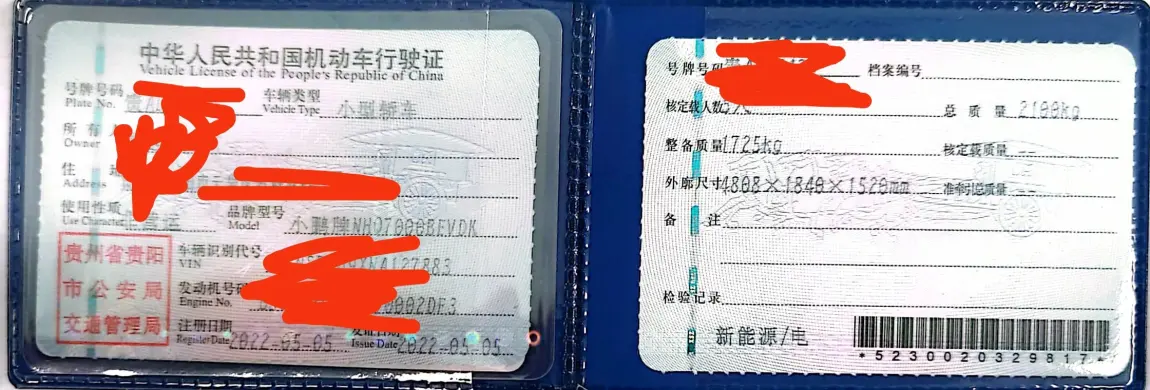 中华人民共和国机动车行驶证
Vehicle License of the People's Republic of China
号牌号码
Plate No.
车辆类型 小型轿车
Vehicle Type
所有
Owner
住
Address
使用性质
Use Character
品牌型号 小鹏牌NHQ7000BEVDK
Model
贵州省贵阳
市公安局
交通管理局
车辆识别代号
VIN
发动机号码
Engine No.
注册日期 2022-05-05
Register Date
发证日期 2022-05-05
Issue Date
号牌号码
档案编号
核定载人数
总质量 2100kg
整备质量 1725kg
核定载质量 --
外廓尺寸 4808×1840×1520mm
准牵引总质量 --
备注
检验记录
新能源/电
*5230020329817*